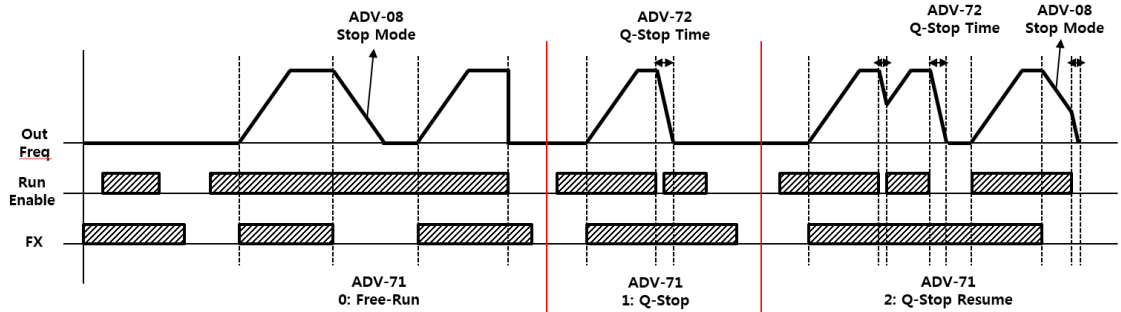 ADV-08
Stop Mode
ADV-72
Q-Stop Time
ADV-72
Q-Stop Time
ADV-08
Stop Mode
Out
Freq
Run
Enable
FX
ADV-71
0: Free-Run
ADV-71
1: Q-Stop
ADV-71
2: Q-Stop Resume